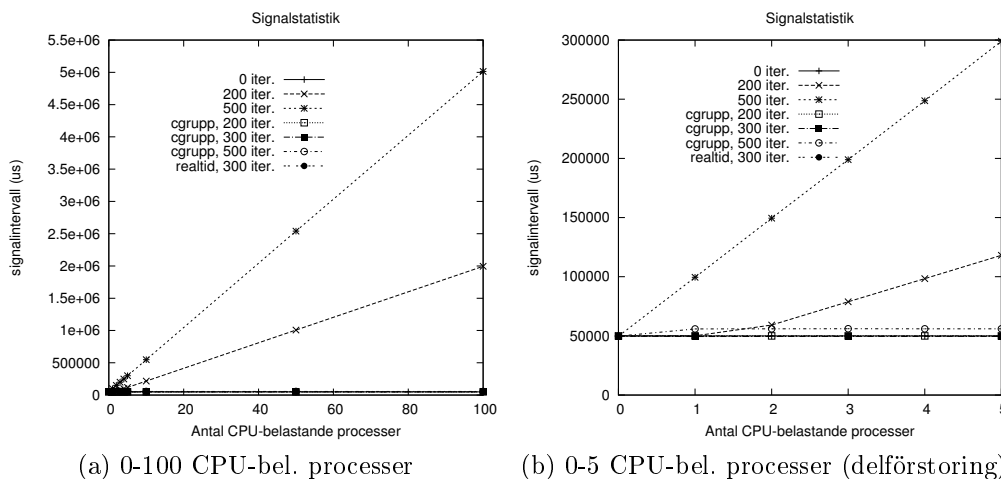 Signalstatistik
5.5e+06
5e+06
4.5e+06
4e+06
3.5e+06
3e+06
2.5e+06
2e+06
1.5e+06
1e+06
500000
0
signalintervall (us)
0 iter.
200 iter.
500 iter.
cgrupp, 200 iter.
cgrupp, 300 iter.
cgrupp, 500 iter.
realtid, 300 iter.
0 20 40 60 80 100
Antal CPU-belastande processer
(a) 0-100 CPU-bel. processer
Signalstatistik
300000
250000
200000
150000
100000
50000
0
signalintervall (us)
0 iter.
200 iter.
500 iter.
cgrupp, 200 iter.
cgrupp, 300 iter.
cgrupp, 500 iter.
realtid, 300 iter.
0 1 2 3 4 5
Antal CPU-belastande processer
(b) 0-5 CPU-bel. processer (delförstoring)